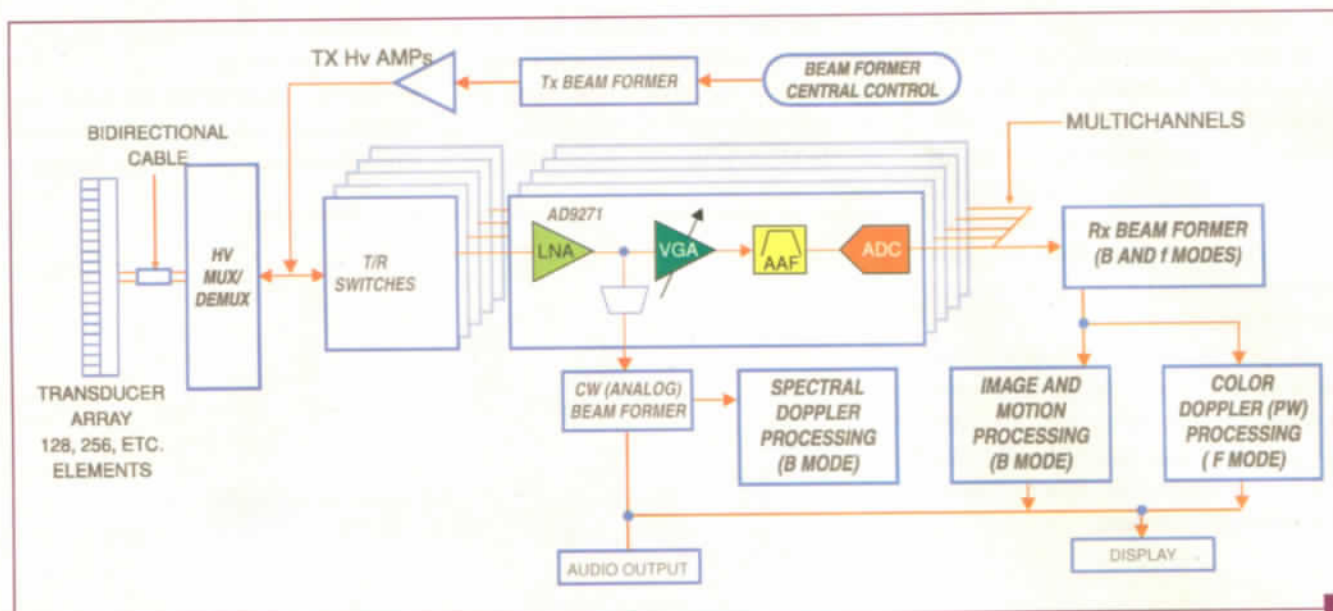 TX Hv AMPs
Tx BEAM FORMER
BEAM FORMER
CENTRAL CONTROL
BIDIRECTIONAL
CABLE
MULTICHANNELS
HV
MUX/
DEMUX
T/R
SWITCHES
AD9271
LNA
VGA
AAF
ADC
Rx BEAM FORMER
(B AND f MODES)
TRANSDUCER
ARRAY
128, 256, ETC.
ELEMENTS
CW (ANALOG)
BEAM FORMER
SPECTRAL
DOPPLER
PROCESSING
(B MODE)
IMAGE AND
MOTION
PROCESSING
(B MODE)
COLOR
DOPPLER (PW)
PROCESSING
( F MODE)
AUDIO OUTPUT
DISPLAY